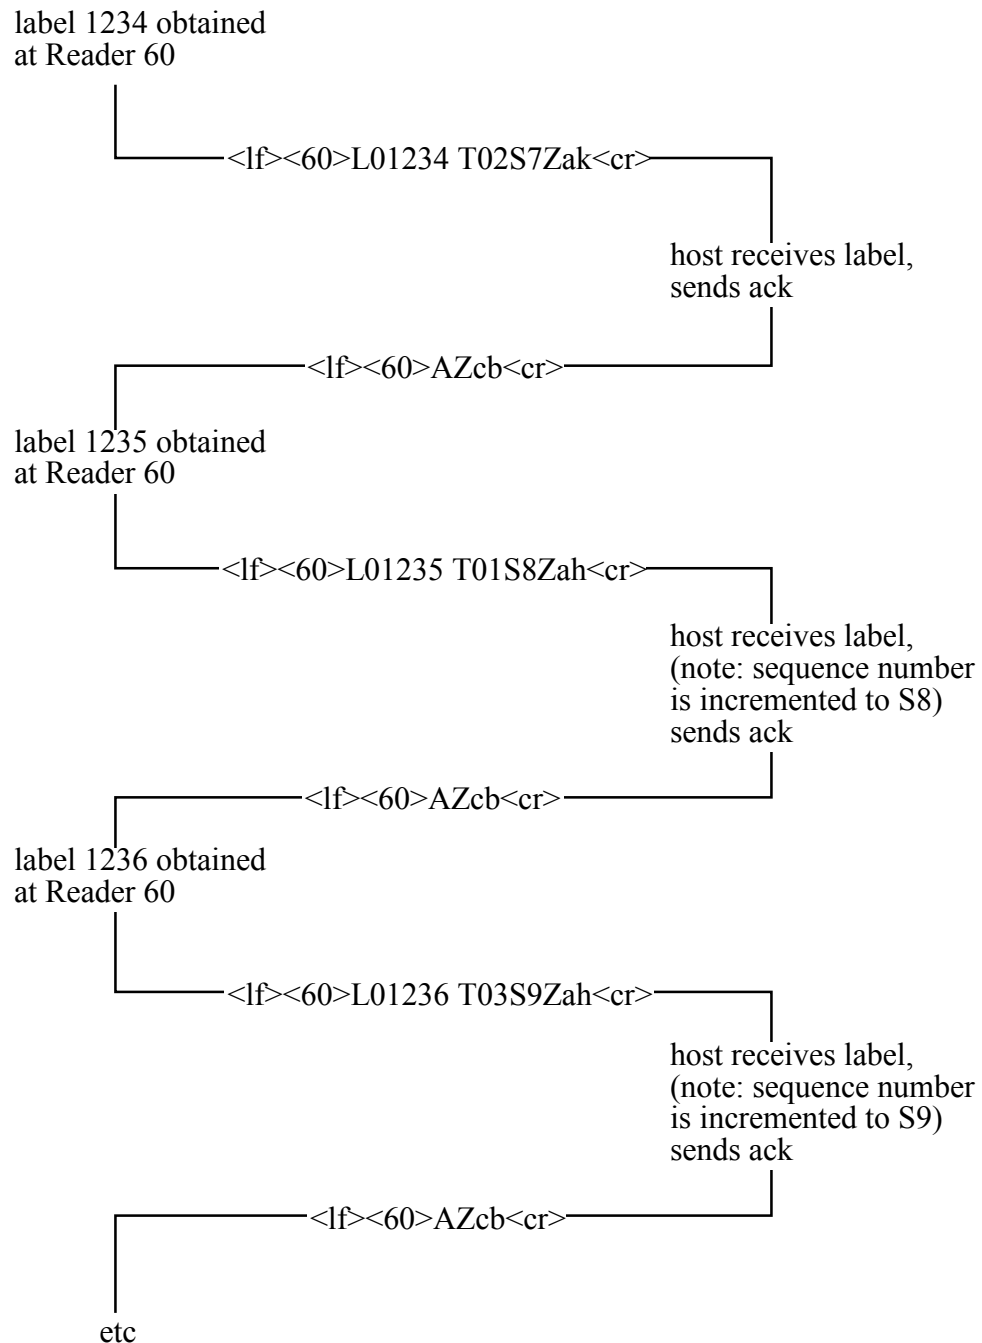 label 1234 obtained
at Reader 60
<lf><60>L01234 T02S7Zak<cr>
host receives label,
sends ack
<lf><60>AZcb<cr>
label 1235 obtained
at Reader 60
<lf><60>L01235 T01S8Zah<cr>
host receives label,
(note: sequence number
is incremented to S8)
sends ack
<lf><60>AZcb<cr>
label 1236 obtained
at Reader 60
<lf><60>L01236 T03S9Zah<cr>
host receives label,
(note: sequence number
is incremented to S9)
sends ack
<lf><60>AZcb<cr>
etc